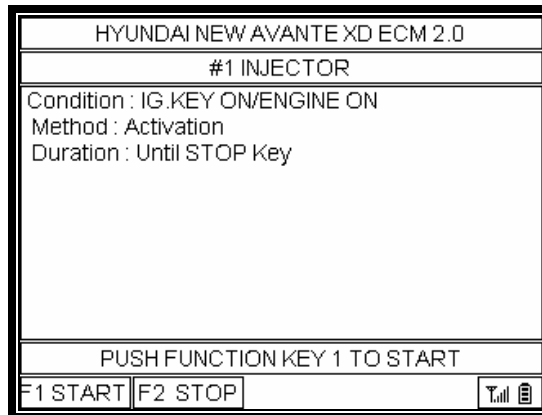 HYUNDAI NEW AVANTE XD ECM 2.0
#1 INJECTOR
Condition : IG.KEY ON/ENGINE ON
Method : Activation
Duration : Until STOP Key
PUSH FUNCTION KEY 1 TO START
F1 START F2 STOP